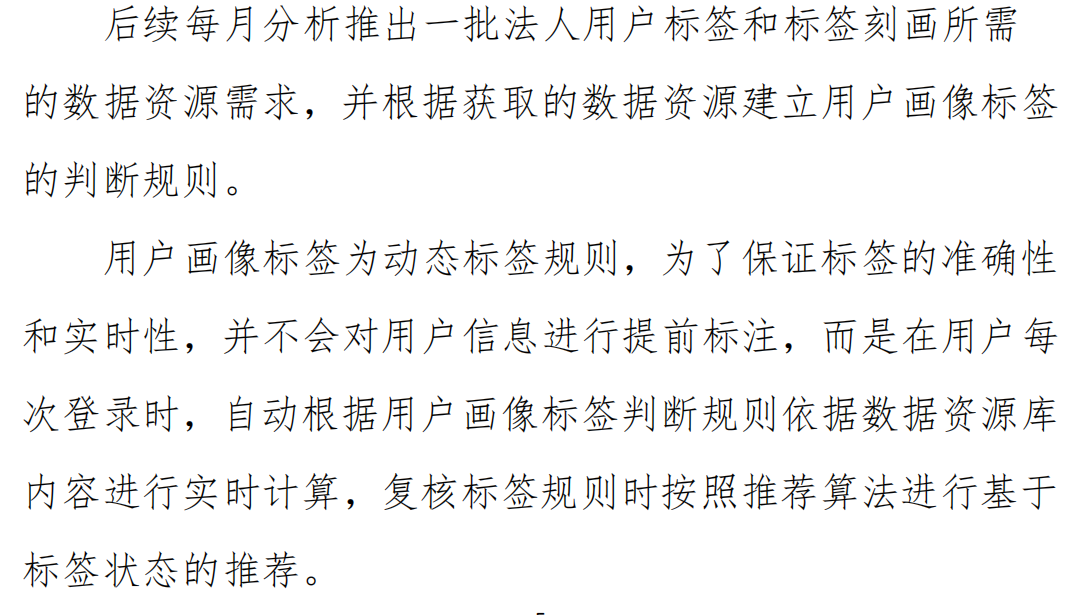 后续每月分析推出一批法人用户标签和标签刻画所需
的数据资源需求，并根据获取的数据资源建立用户画像标签
的判断规则。
用户画像标签为动态标签规则，为了保证标签的准确性
和实时性，并不会对用户信息进行提前标注，而是在用户每
次登录时，自动根据用户画像标签判断规则依据数据资源库
内容进行实时计算，复核标签规则时按照推荐算法进行基于
标签状态的推荐。